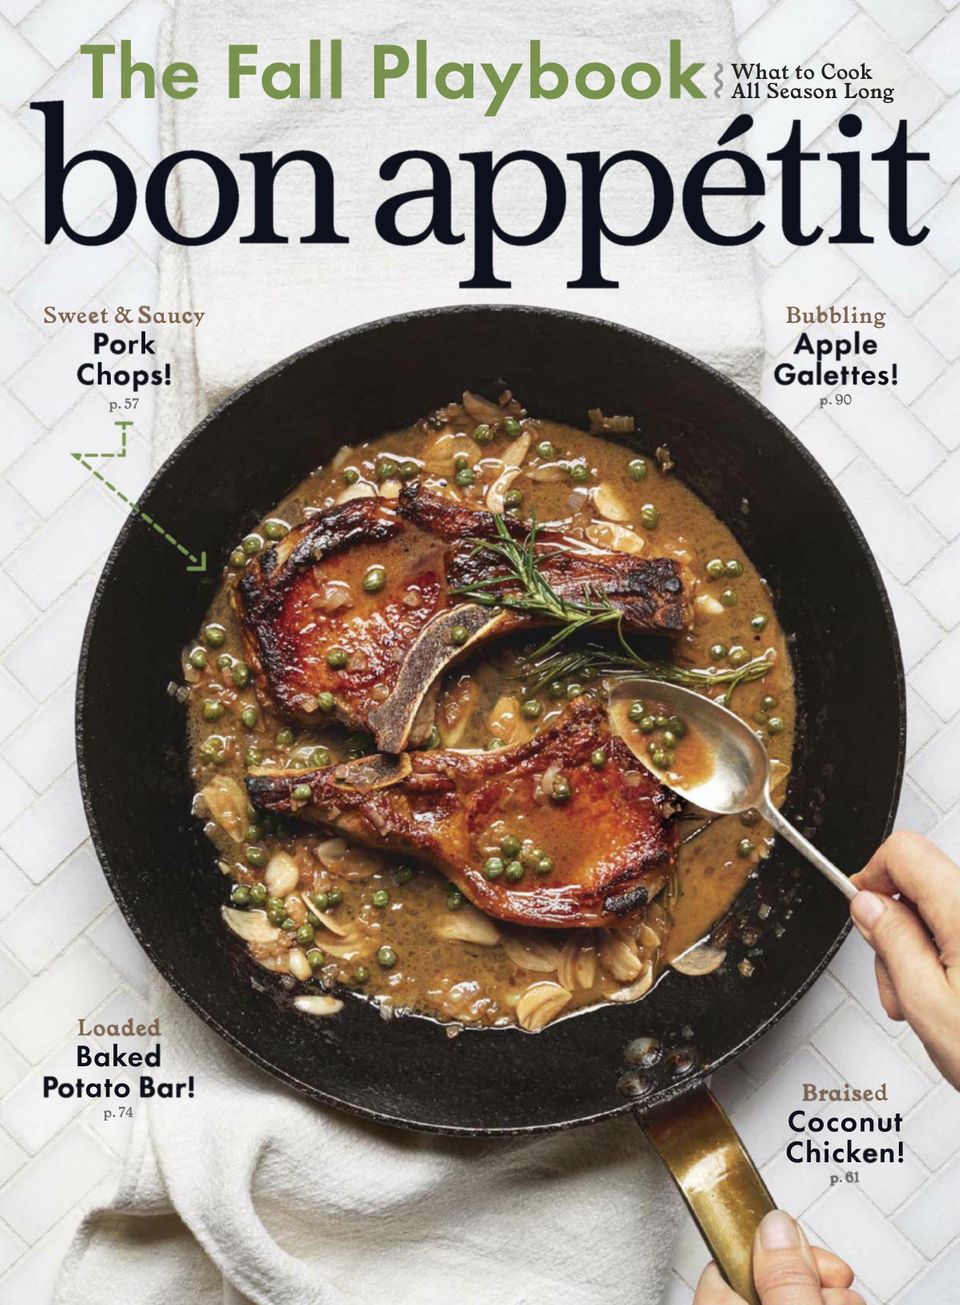 The Fall Playbook
What to Cook
All Season Long
bon appétit
Sweet & Saucy
Pork
Chops!
p. 57
Bubbling
Apple
Galettes!
p. 90
Loaded
Baked
Potato Bar!
p. 74
Braised
Coconut
Chicken!
p. 61